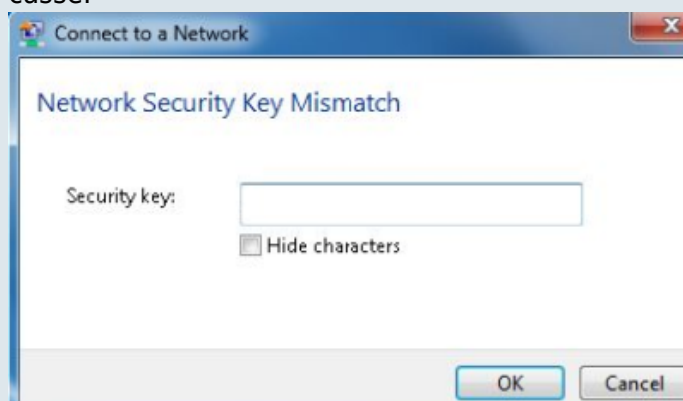 Connect to a Network
Network Security Key Mismatch
Security key:
Hide characters
OK
Cancel